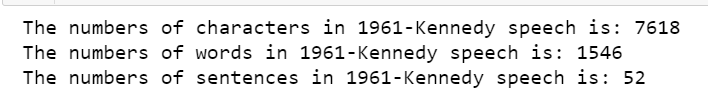 The numbers of characters in 1961-Kennedy speech is: 7618
The numbers of words in 1961-Kennedy speech is: 1546
The numbers of sentences in 1961-Kennedy speech is: 52